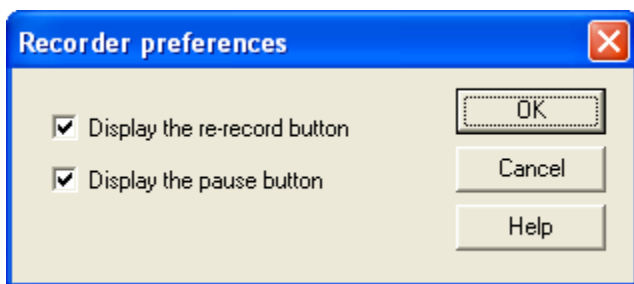 Recorder preferences
Display the re-record button
Display the pause button
OK
Cancel
Help